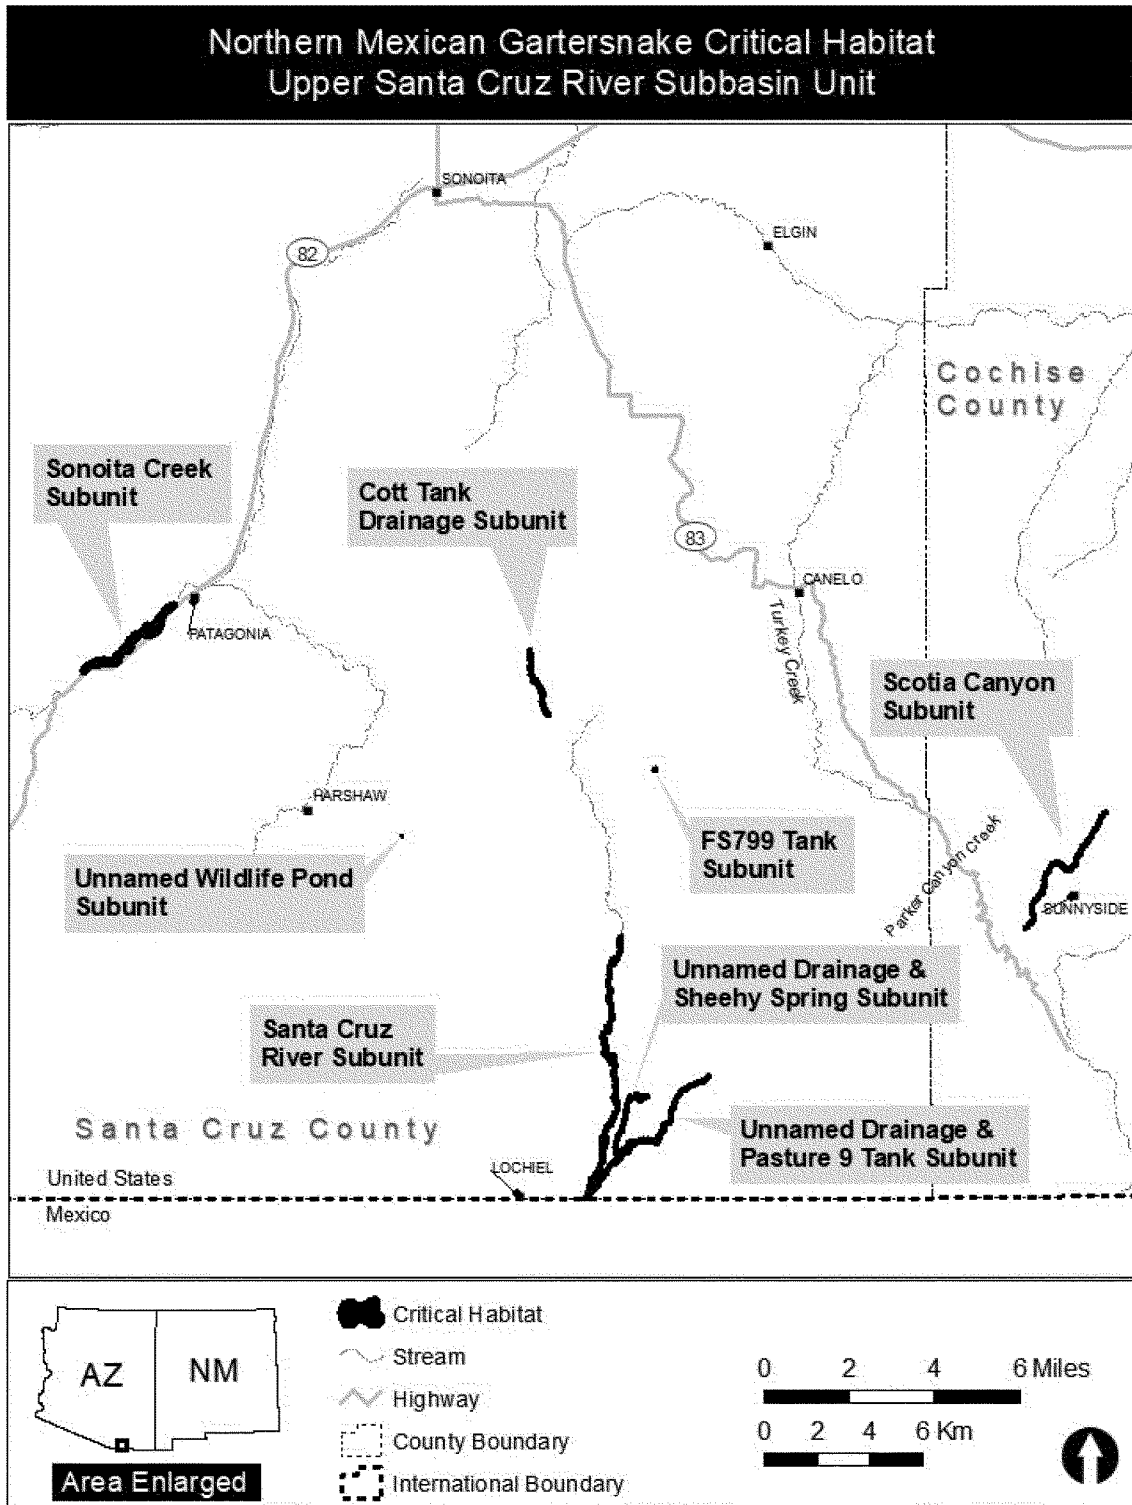 Northern Mexican Gartersnake Critical Habitat
Upper Santa Cruz River Subbasin Unit
SONOITA
ELGIN
82
Cochise
County
Sonoita Creek
Subunit
Cott Tank
Drainage Subunit
83
CANELO
PATAGONIA
Turkey Creek
Scotia Canyon
Subunit
HARSHAW
FS799 Tank
Subunit
Unnamed Wildlife Pond
Subunit
Parker Canyon Creek
SUNNYSIDE
Unnamed Drainage &
Sheehy Spring Subunit
Santa Cruz
River Subunit
Santa Cruz County
Unnamed Drainage &
Pasture 9 Tank Subunit
LOCHIEL
United States
Mexico
AZ
NM
Area Enlarged
Critical Habitat
Stream
Highway
County Boundary
International Boundary
0 2 4 6 Miles
0 2 4 6 Km